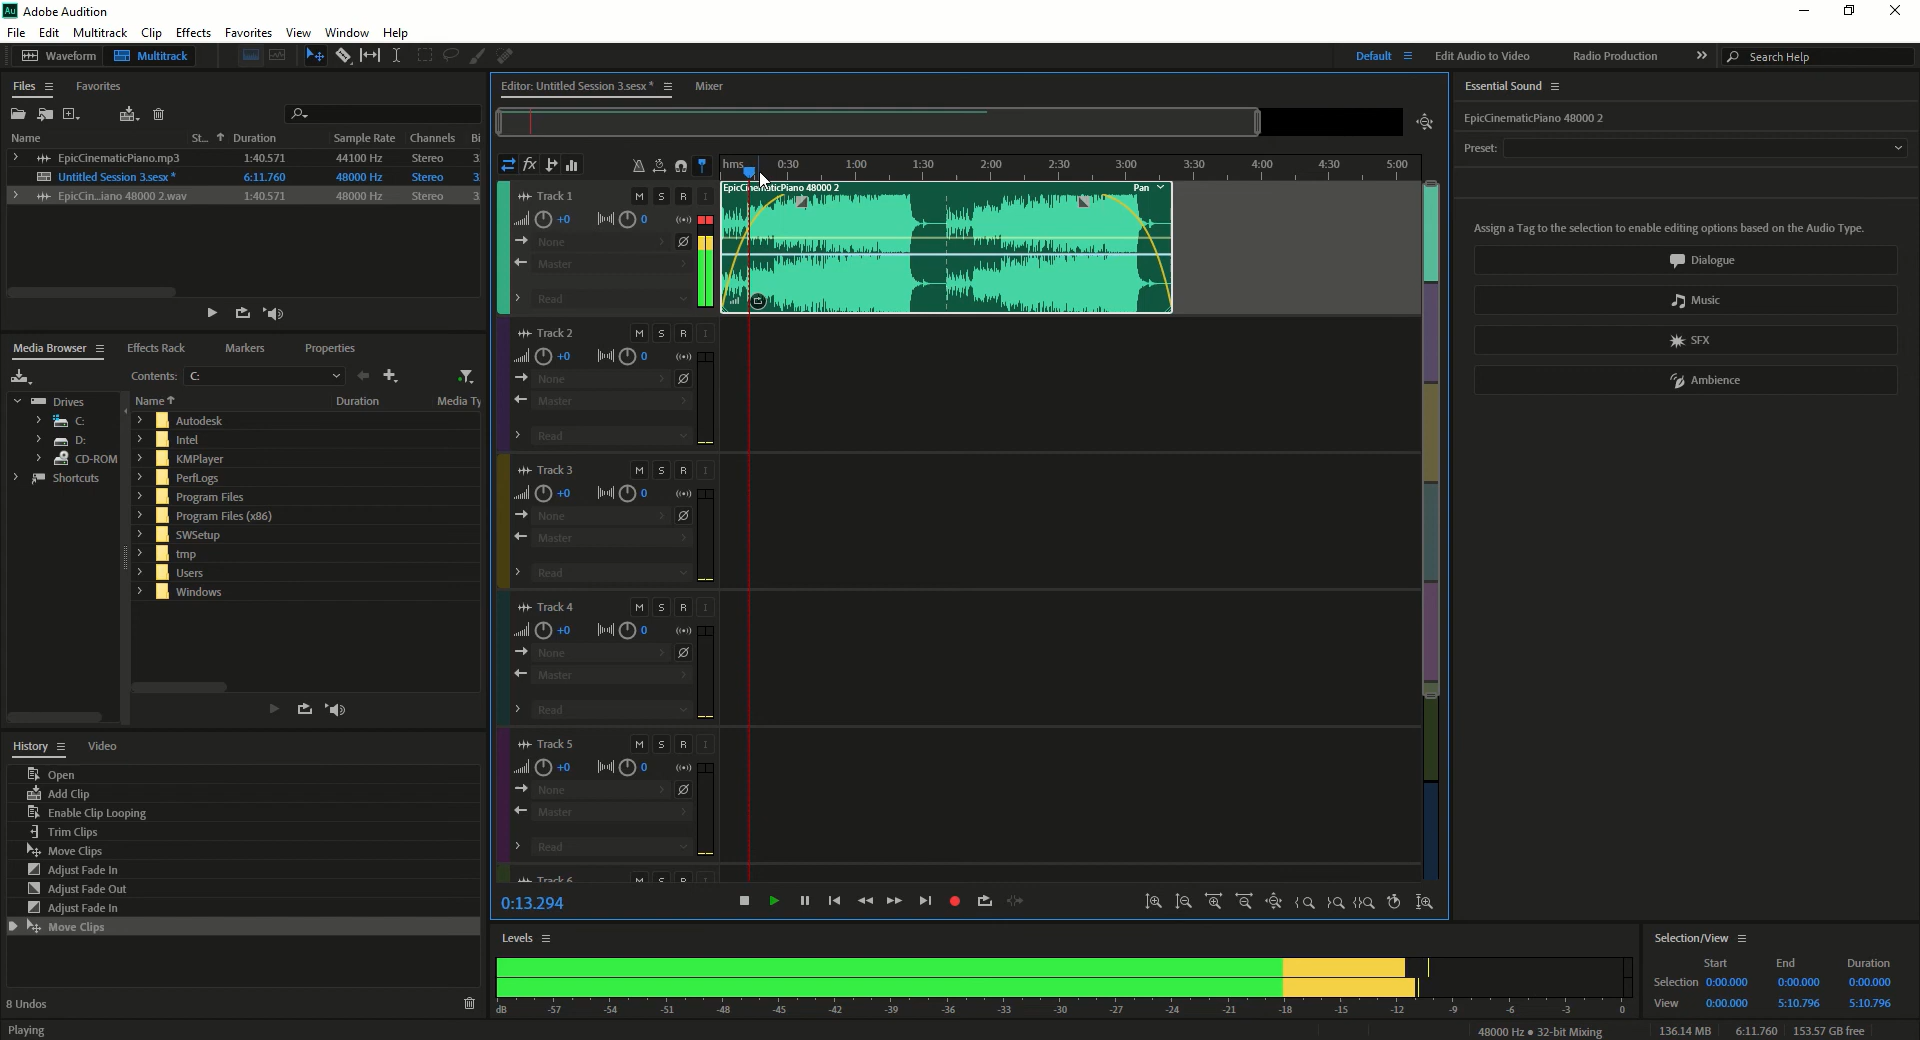 Adobe Audition
File Edit Multitrack Clip Effects Favorites View Window Help
Waveform Multitrack Default Edit Audio to Video Radio Production Search Help
Files Favorites
Name St... Duration Sample Rate Channels Bi
EpicCinematicPiano.mp3 1:40.571 44100 Hz Stereo 3
Untitled Session 3.sesx * 6:11.760 48000 Hz Stereo 3
EpicCin...iano 48000 2.wav 1:40.571 48000 Hz Stereo 3
Media Browser Effects Rack Markers Properties
Contents: C:
Drives
C:
D:
CD-ROM
Shortcuts
Name Duration Media Ty
Autodesk
Intel
KMPlayer
PerfLogs
Program Files
Program Files (x86)
SWSetup
tmp
Users
Windows
History Video
Open
Add Clip
Enable Clip Looping
Trim Clips
Move Clips
Adjust Fade In
Adjust Fade Out
Adjust Fade In
Move Clips
8 Undos
Playing
Editor: Untitled Session 3.sesx * Mixer
fx hms 0:30 1:00 1:30 2:00 2:30 3:00 3:30 4:00 4:30 5:00
EpicCinematicPiano 48000 2 Pan
Track 1 M S R I
+0 0
None
Master
Read
Track 2 M S R I
+0 0
None
Master
Read
Track 3 M S R I
+0 0
None
Master
Read
Track 4 M S R I
+0 0
None
Master
Read
Track 5 M S R I
+0 0
None
Master
Read
Track 6 M S R I
0:13.294
Levels
dB -57 -54 -51 -48 -45 -42 -39 -36 -33 -30 -27 -24 -21 -18 -15 -12 -9 -6 -3 0
Essential Sound
EpicCinematicPiano 48000 2
Preset:
Assign a Tag to the selection to enable editing options based on the Audio Type.
Dialogue
Music
SFX
Ambience
Selection/View
Start End Duration
Selection 0:00.000 0:00.000 0:00.000
View 0:00.000 5:10.796 5:10.796
48000 Hz ● 32-bit Mixing 136.14 MB 6:11.760 153.57 GB free